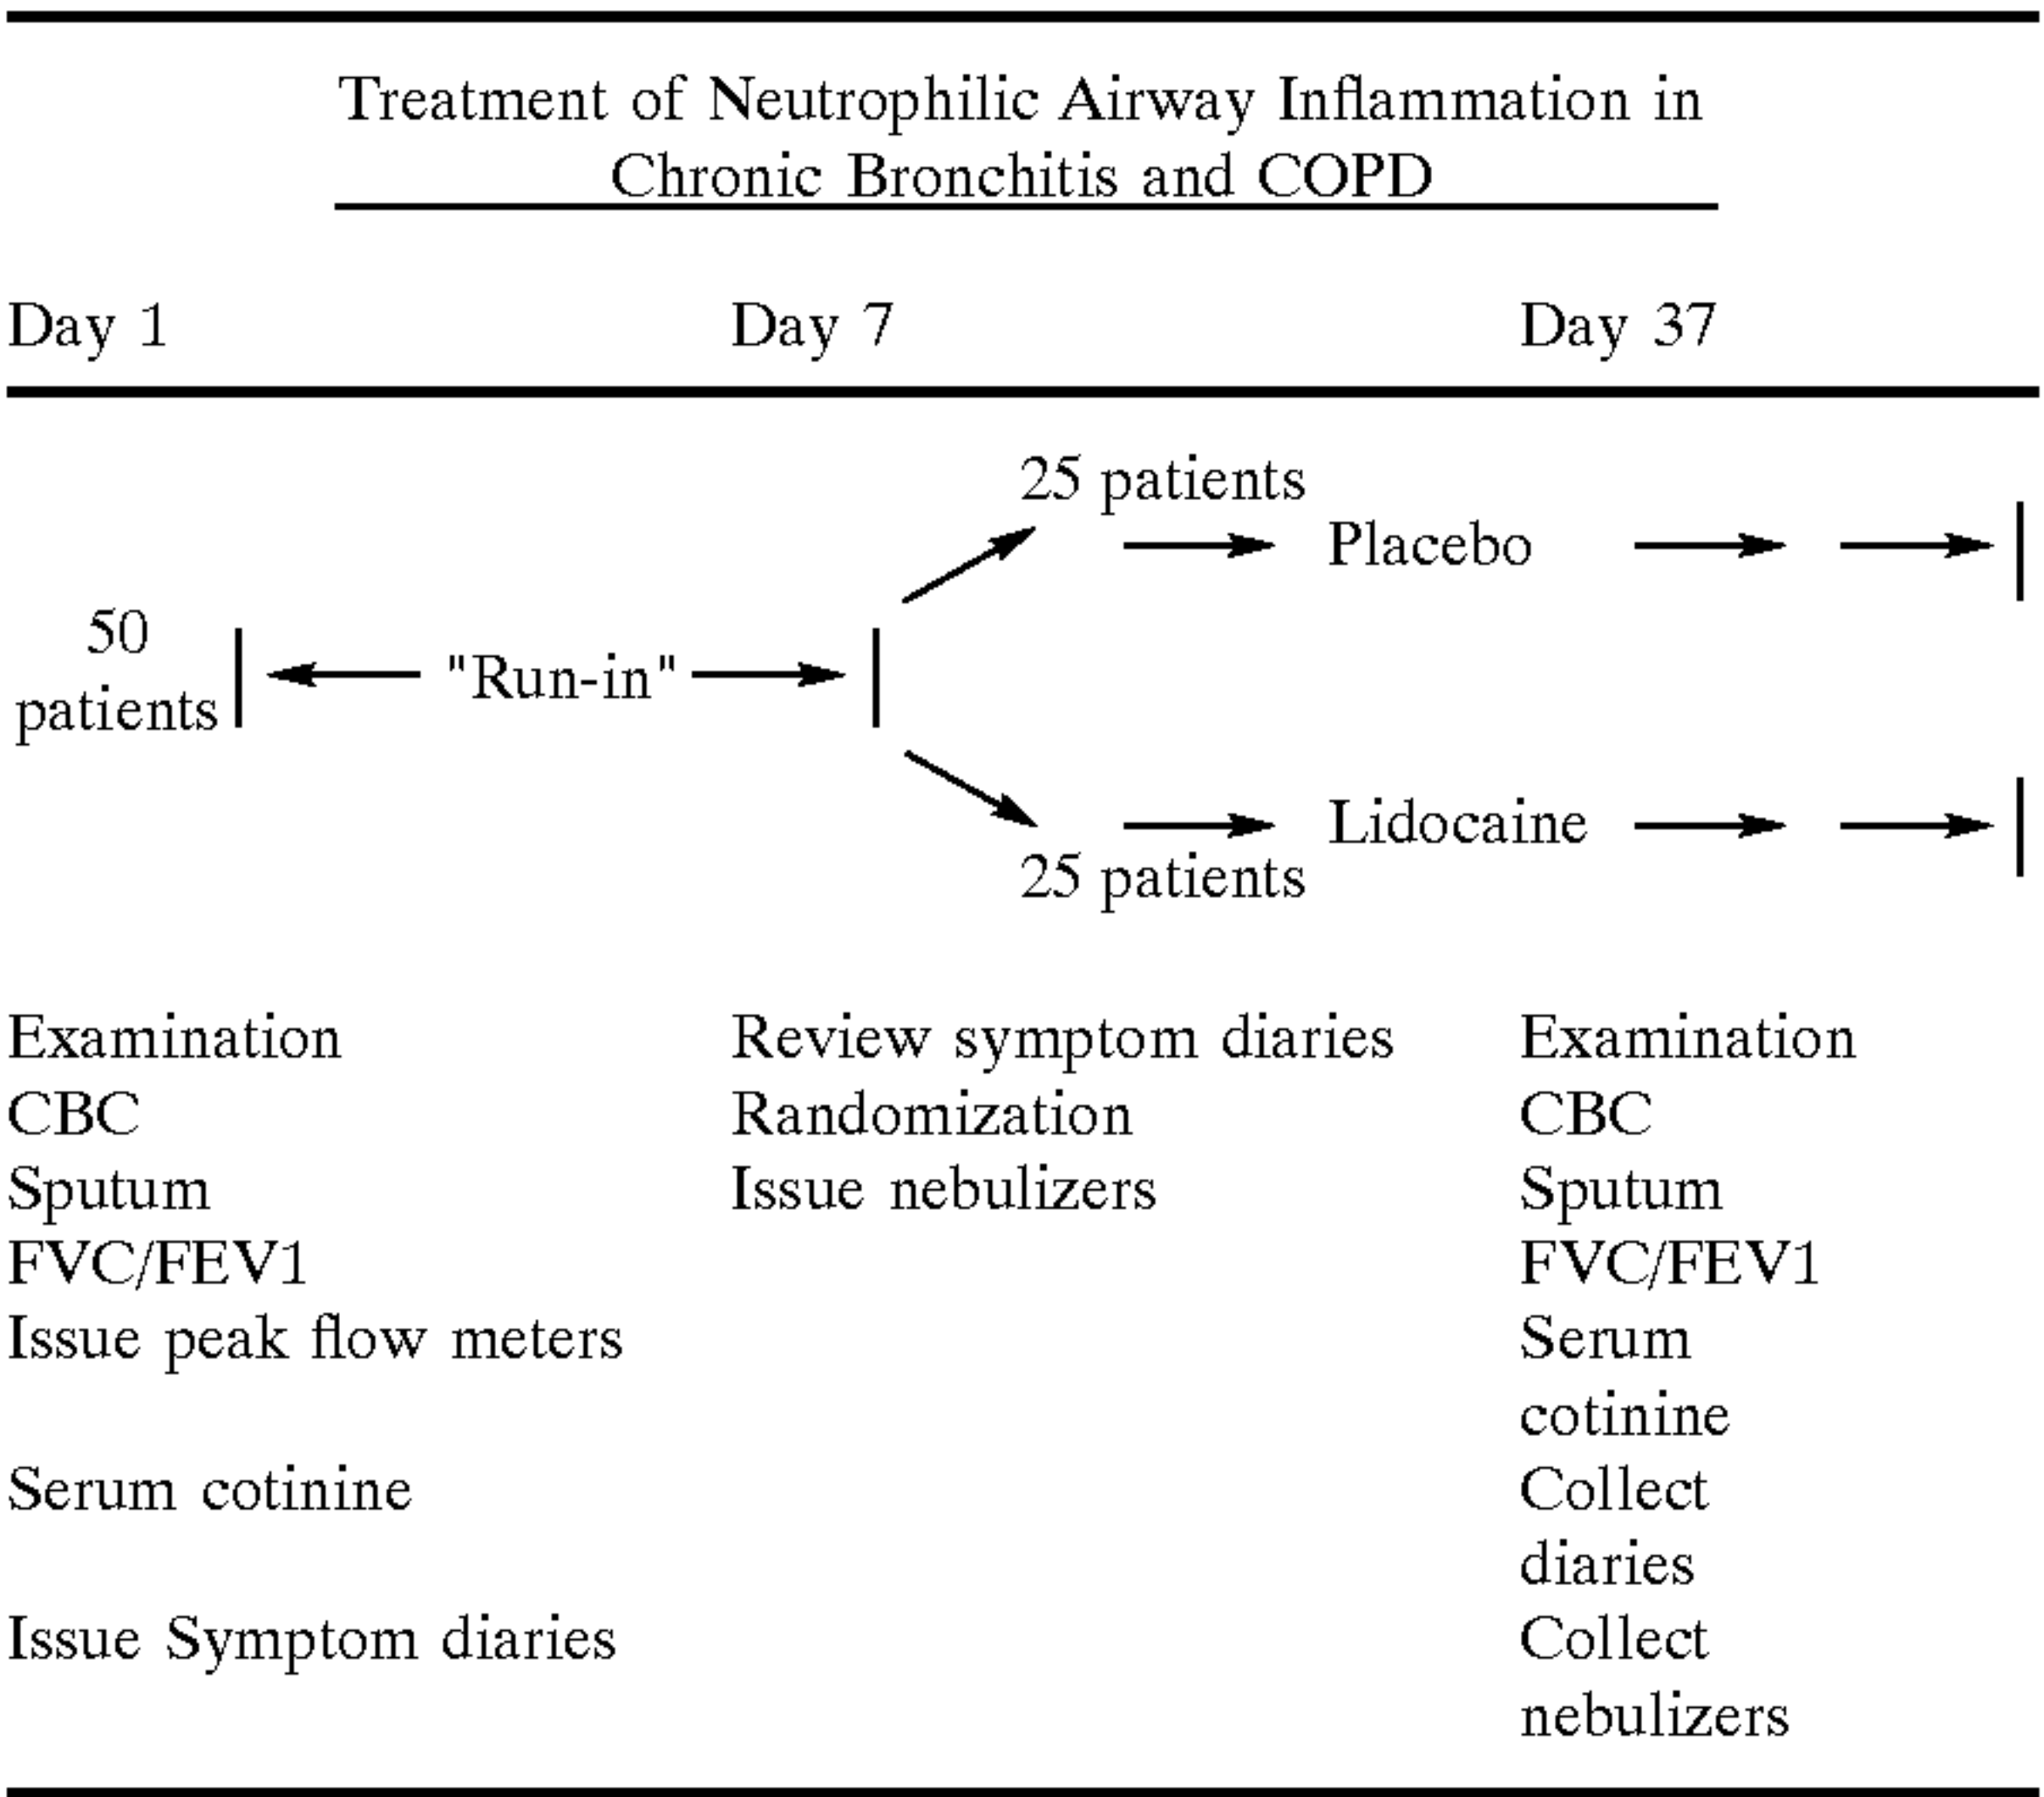 Treatment of Neutrophilic Airway Inflammation in
Chronic Bronchitis and COPD
Day 1 Day 7 Day 37
25 patients
Placebo
50
patients
"Run-in"
Lidocaine
25 patients
Examination Review symptom diaries Examination
CBC Randomization CBC
Sputum Issue nebulizers Sputum
FVC/FEV1 FVC/FEV1
Issue peak flow meters Serum
cotinine
Serum cotinine Collect
diaries
Issue Symptom diaries Collect
nebulizers